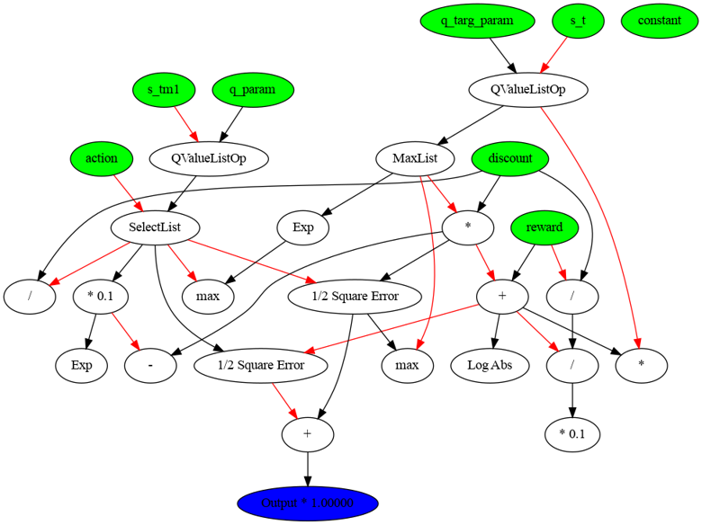 q_targ_param
s_t
constant
s_tm1
q_param
QValueListOp
action
QValueListOp
MaxList
discount
SelectList
Exp
*
reward
/
* 0.1
max
1/2 Square Error
+
/
Exp
-
1/2 Square Error
max
Log Abs
/
*
+
* 0.1
Output * 1.00000